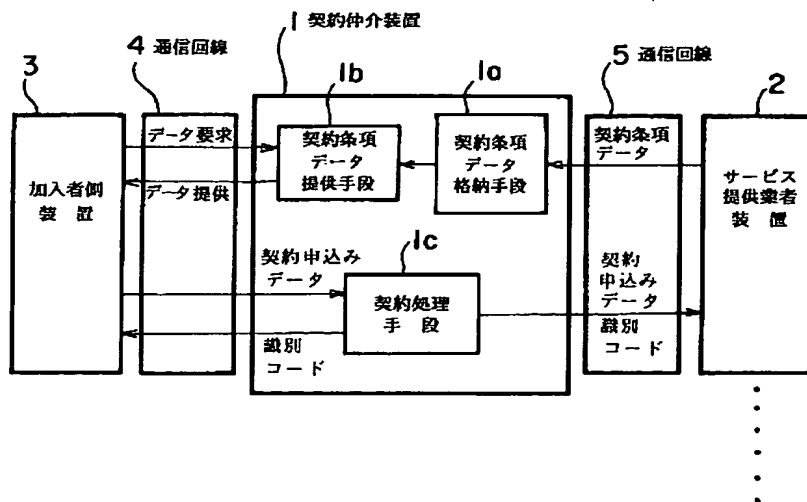 1 契約仲介装置
4 通信回線
5 通信回線
3
1b
1a
2
データ要求
データ提供
契約条項
データ
提供手段
契約条項
データ
格納手段
契約条項
データ
加入者側
装置
サービス
提供業者
装置
契約申込み
データ
1c
契約処理
手段
識別
コード
契約
申込み
データ
識別
コード